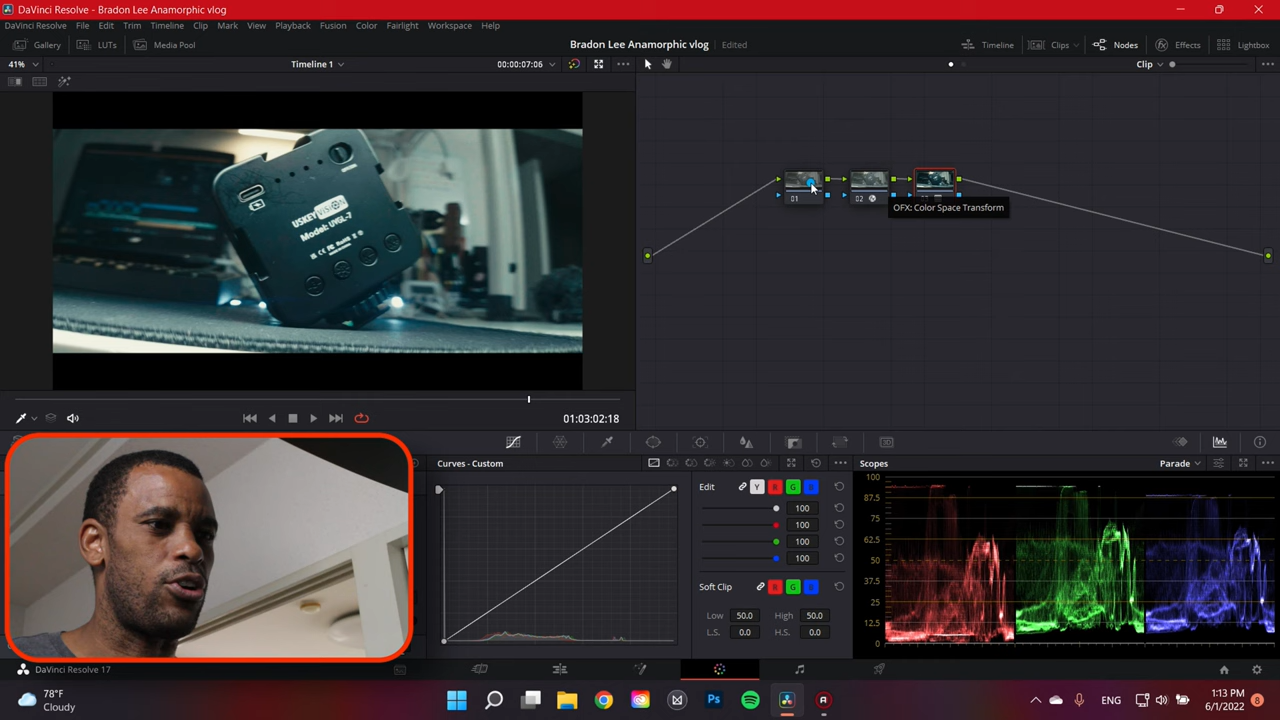 DaVinci Resolve - Bradon Lee Anamorphic vlog
DaVinci Resolve File Edit Trim Timeline Clip Mark View Playback Fusion Color Fairlight Workspace Help
Gallery LUTs Media Pool Bradon Lee Anamorphic vlog Edited Timeline Clips Nodes Effects Lightbox
41% Timeline 1 00:00:07:06 Clip
USKEYVISION
Model: UYGL-7
01 02
OFX: Color Space Transform
01:03:02:18
Curves - Custom Scopes Parade
Edit Y R G B
100
100
100
100
Soft Clip R G B
Low 50.0 High 50.0
L.S. 0.0 H.S. 0.0
100
87.5
75
62.5
50
37.5
25
12.5
0
DaVinci Resolve 17
78°F
Cloudy
Ps
ENG
1:13 PM
6/1/2022
8